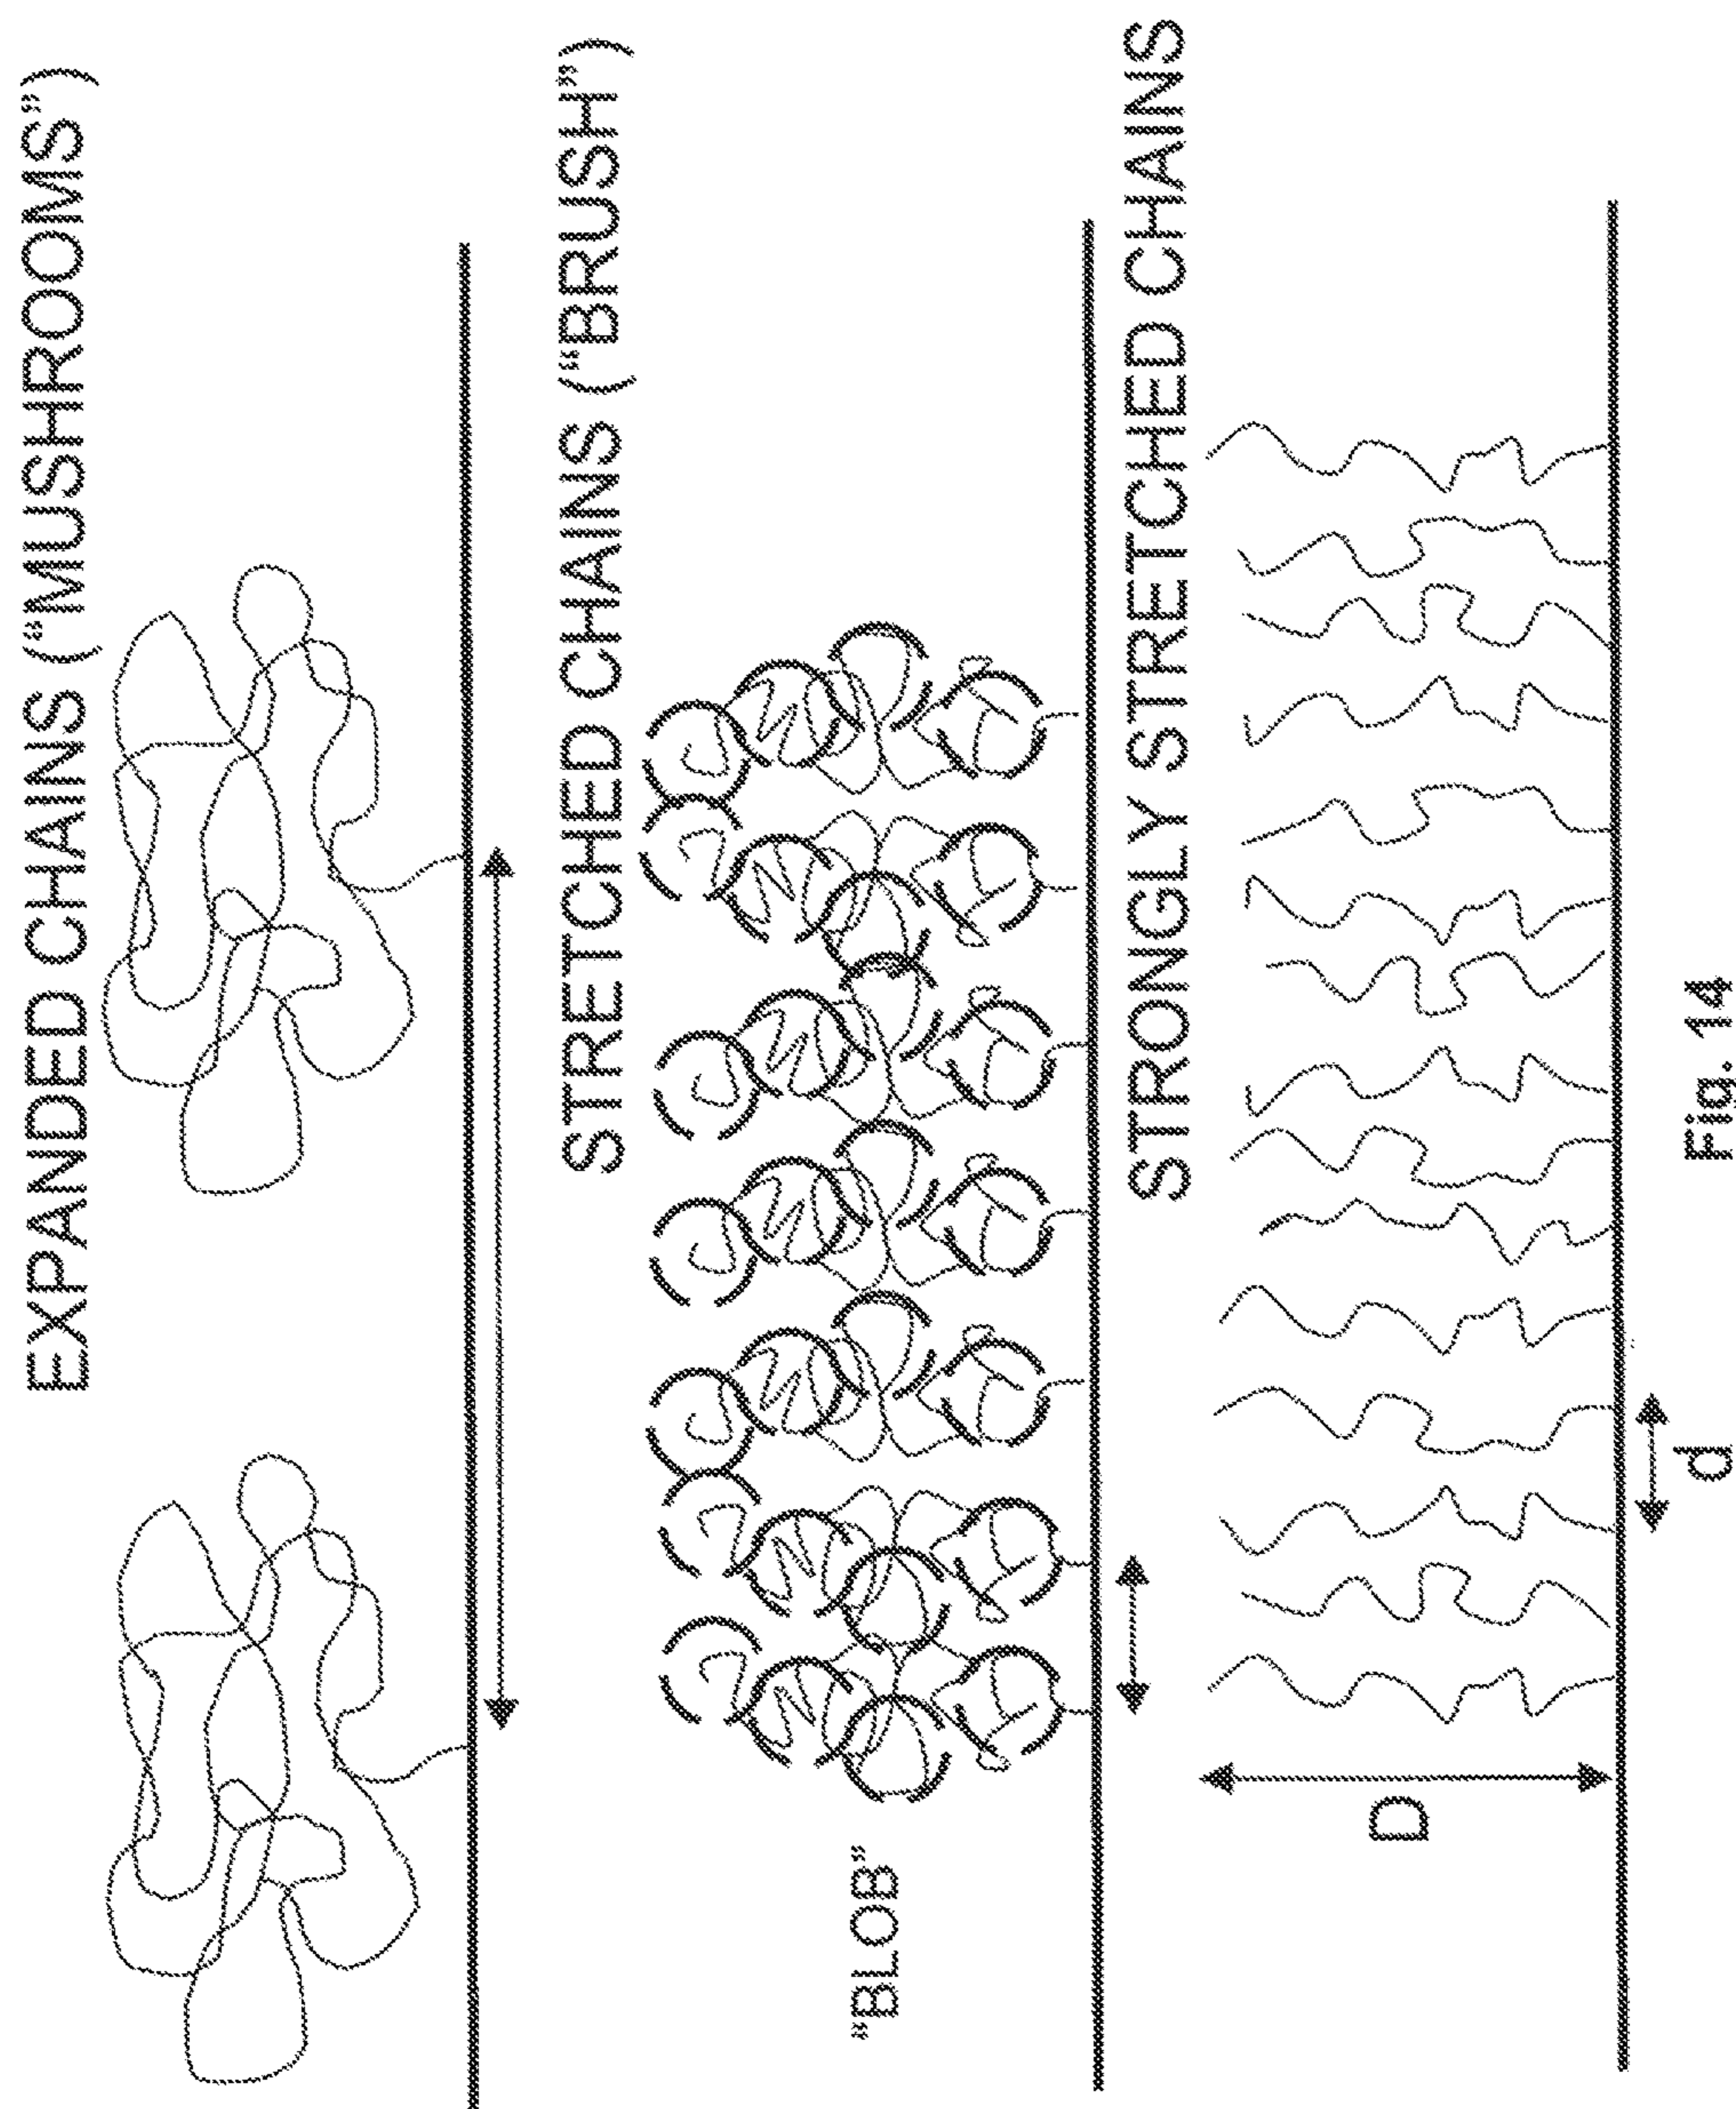 EXPANDED CHAINS (“MUSHROOMS”)
STRETCHED CHAINS (“BRUSH”)
“BLOB”
STRONGLY STRETCHED CHAINS
D
d
Fig. 14